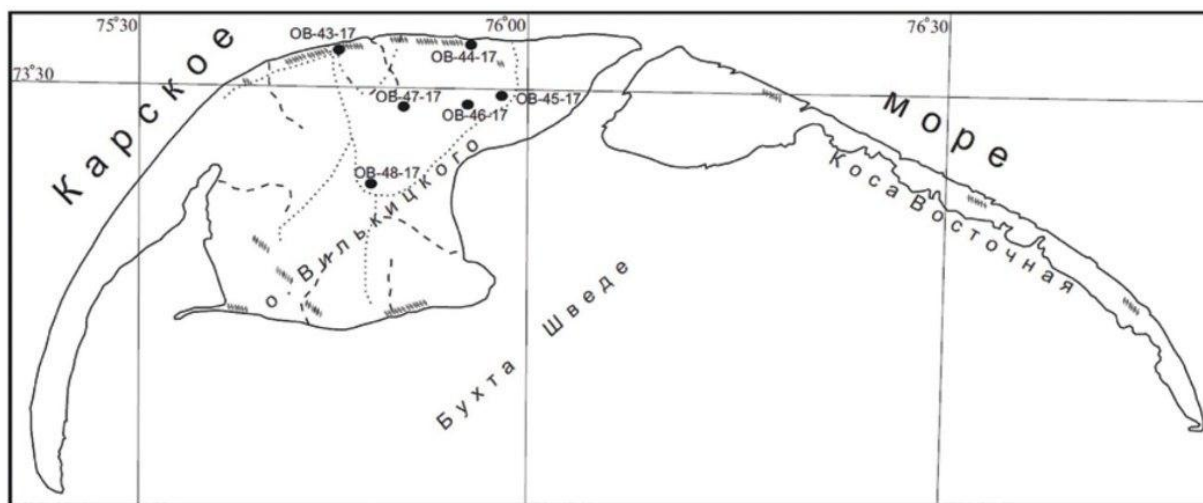 75°30
76°00
76°30
73°30
Карское
Море
ОВ-43-17
ОВ-44-17
ОВ-47-17
ОВ-45-17
ОВ-46-17
ОВ-48-17
о. Вилькицкого
Коса Восточная
Бухта Шведе